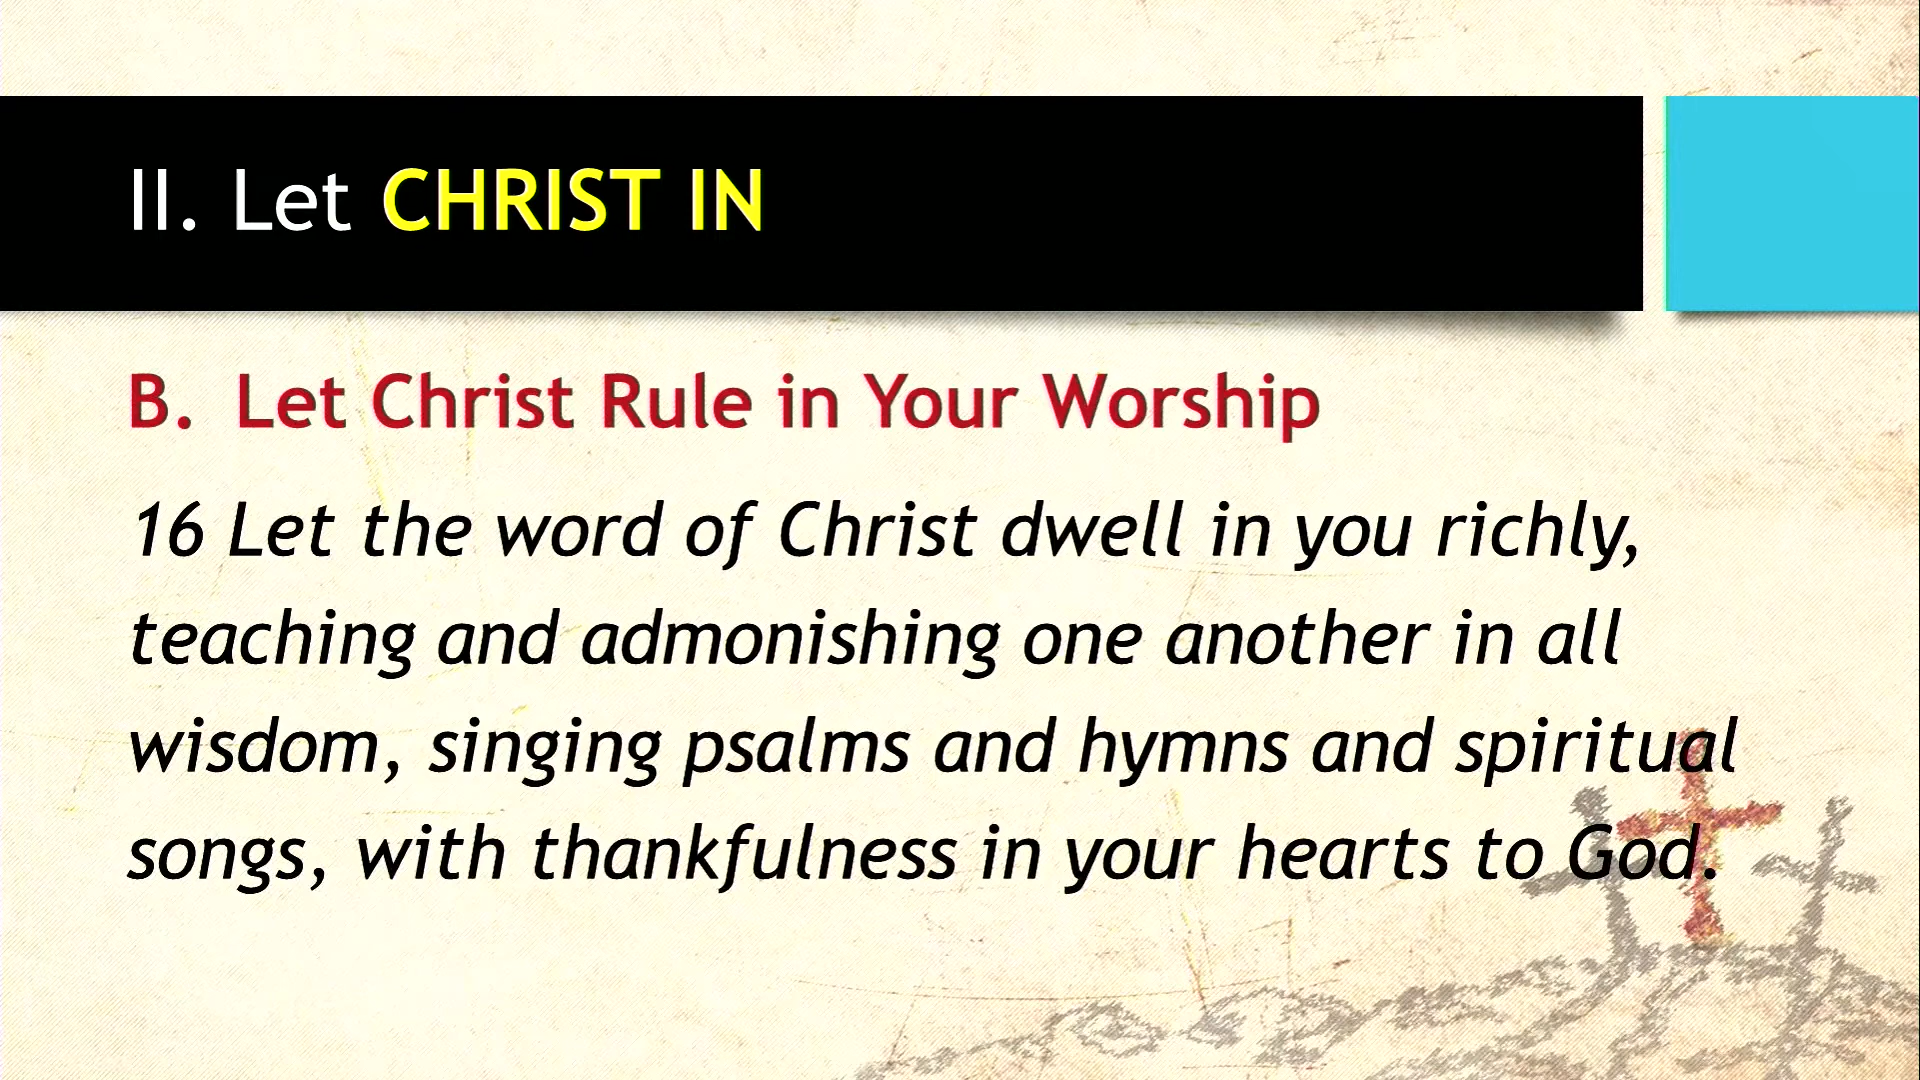 II. Let CHRIST IN
B. Let Christ Rule in Your Worship
16 Let the word of Christ dwell in you richly,
teaching and admonishing one another in all
wisdom, singing psalms and hymns and spiritual
songs, with thankfulness in your hearts to God.